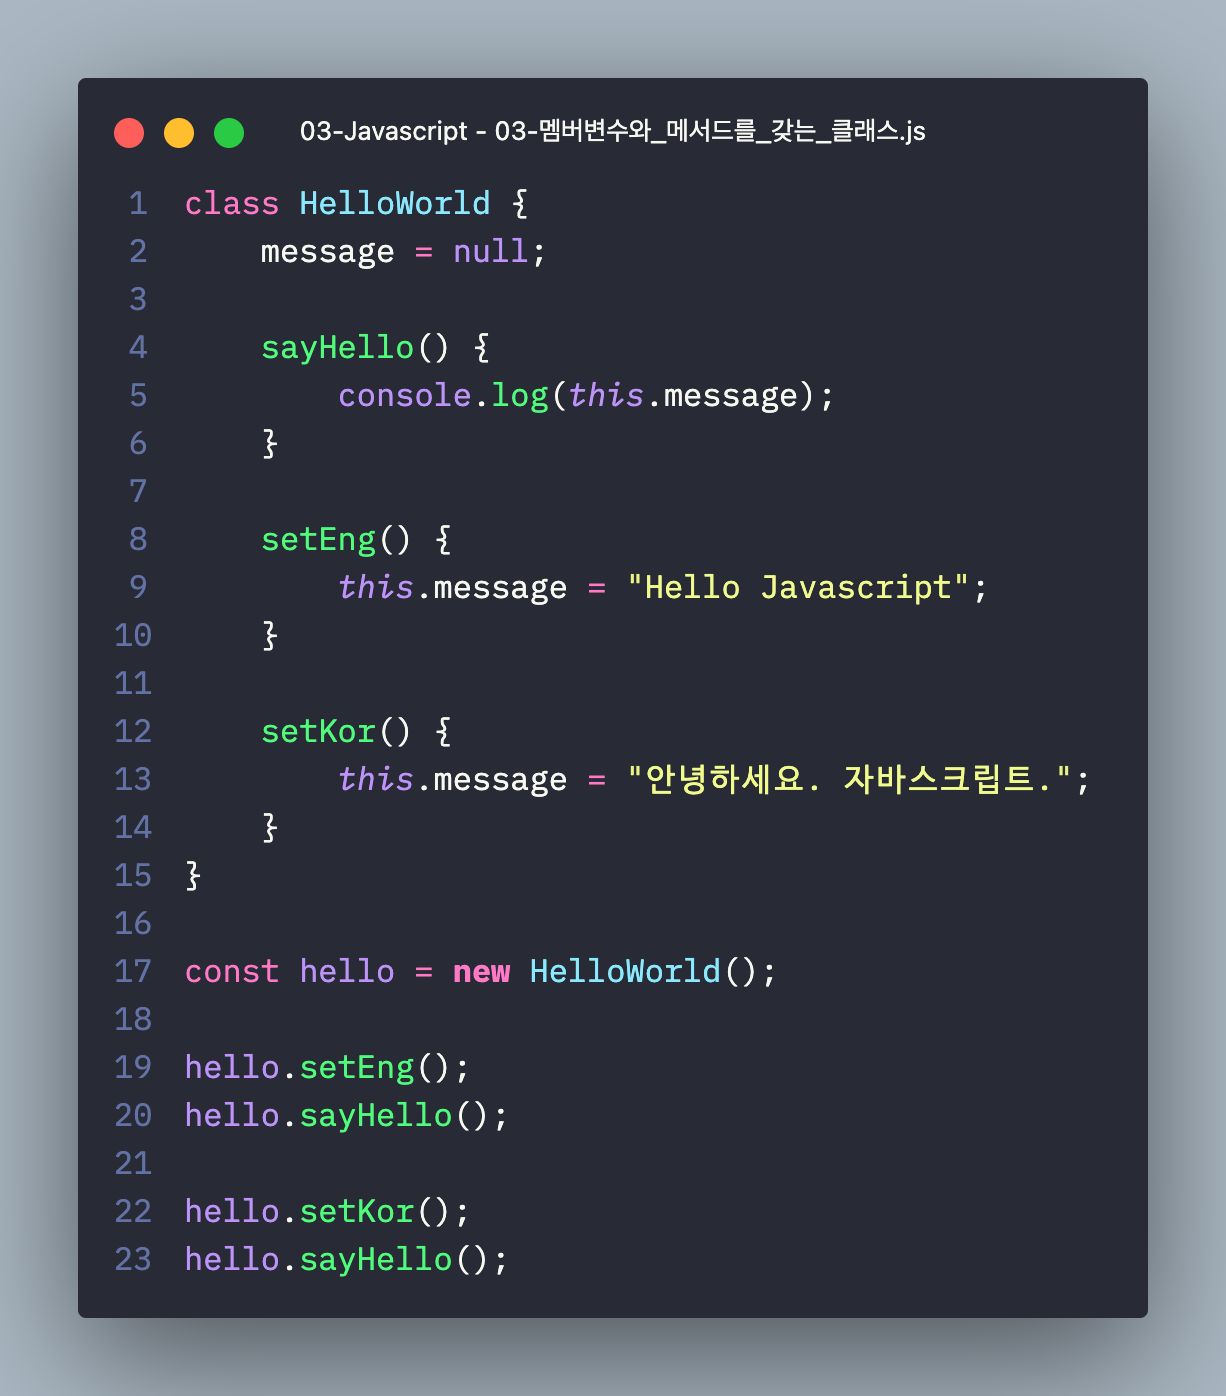 03-Javascript - 03-멤버변수와_메서드를_갖는_클래스.js
1 class HelloWorld {
2     message = null;
3
4     sayHello() {
5         console.log(this.message);
6     }
7
8     setEng() {
9         this.message = "Hello Javascript";
10     }
11
12     setKor() {
13         this.message = "안녕하세요. 자바스크립트.";
14     }
15 }
16
17 const hello = new HelloWorld();
18
19 hello.setEng();
20 hello.sayHello();
21
22 hello.setKor();
23 hello.sayHello();